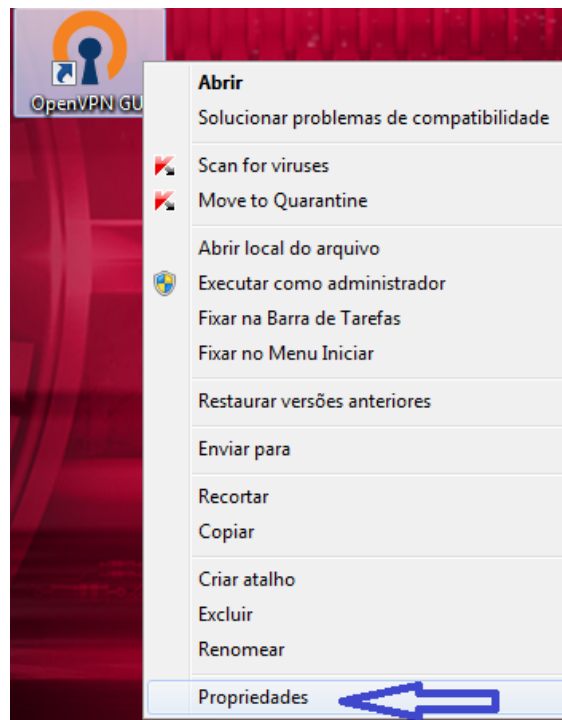 OpenVPN GU
Abrir
Solucionar problemas de compatibilidade
Scan for viruses
Move to Quarantine
Abrir local do arquivo
Executar como administrador
Fixar na Barra de Tarefas
Fixar no Menu Iniciar
Restaurar versões anteriores
Enviar para
Recortar
Copiar
Criar atalho
Excluir
Renomear
Propriedades